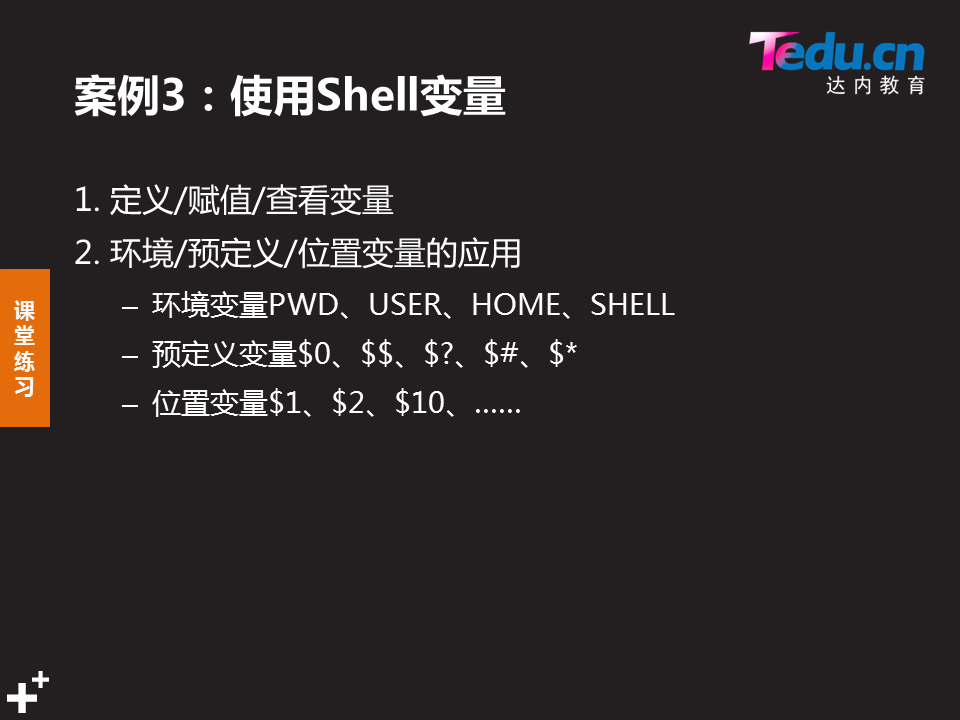 Tedu.cn
达内教育
案例3：使用Shell变量
1. 定义/赋值/查看变量
2. 环境/预定义/位置变量的应用
– 环境变量PWD、USER、HOME、SHELL
– 预定义变量$0、$$、$?、$#、$*
– 位置变量$1、$2、$10、……
课堂练习